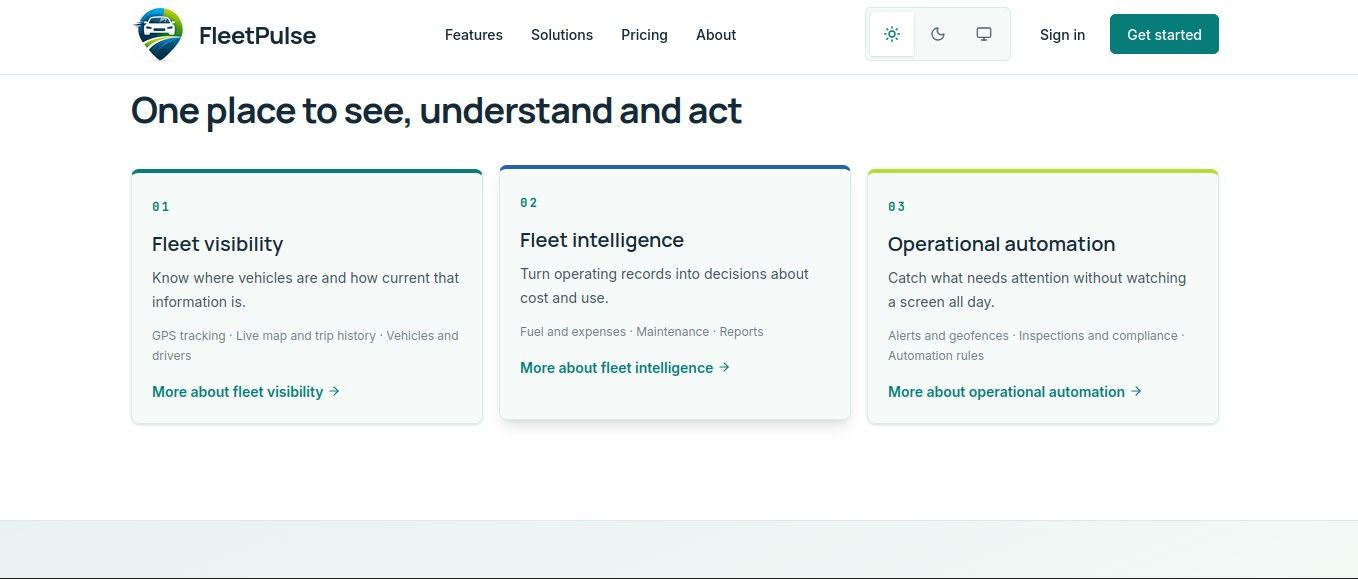 FleetPulse
Features Solutions Pricing About
Sign in
Get started
One place to see, understand and act
01
Fleet visibility
Know where vehicles are and how current that
information is.
GPS tracking · Live map and trip history · Vehicles and
drivers
More about fleet visibility →
02
Fleet intelligence
Turn operating records into decisions about
cost and use.
Fuel and expenses · Maintenance · Reports
More about fleet intelligence →
03
Operational automation
Catch what needs attention without watching
a screen all day.
Alerts and geofences · Inspections and compliance ·
Automation rules
More about operational automation →